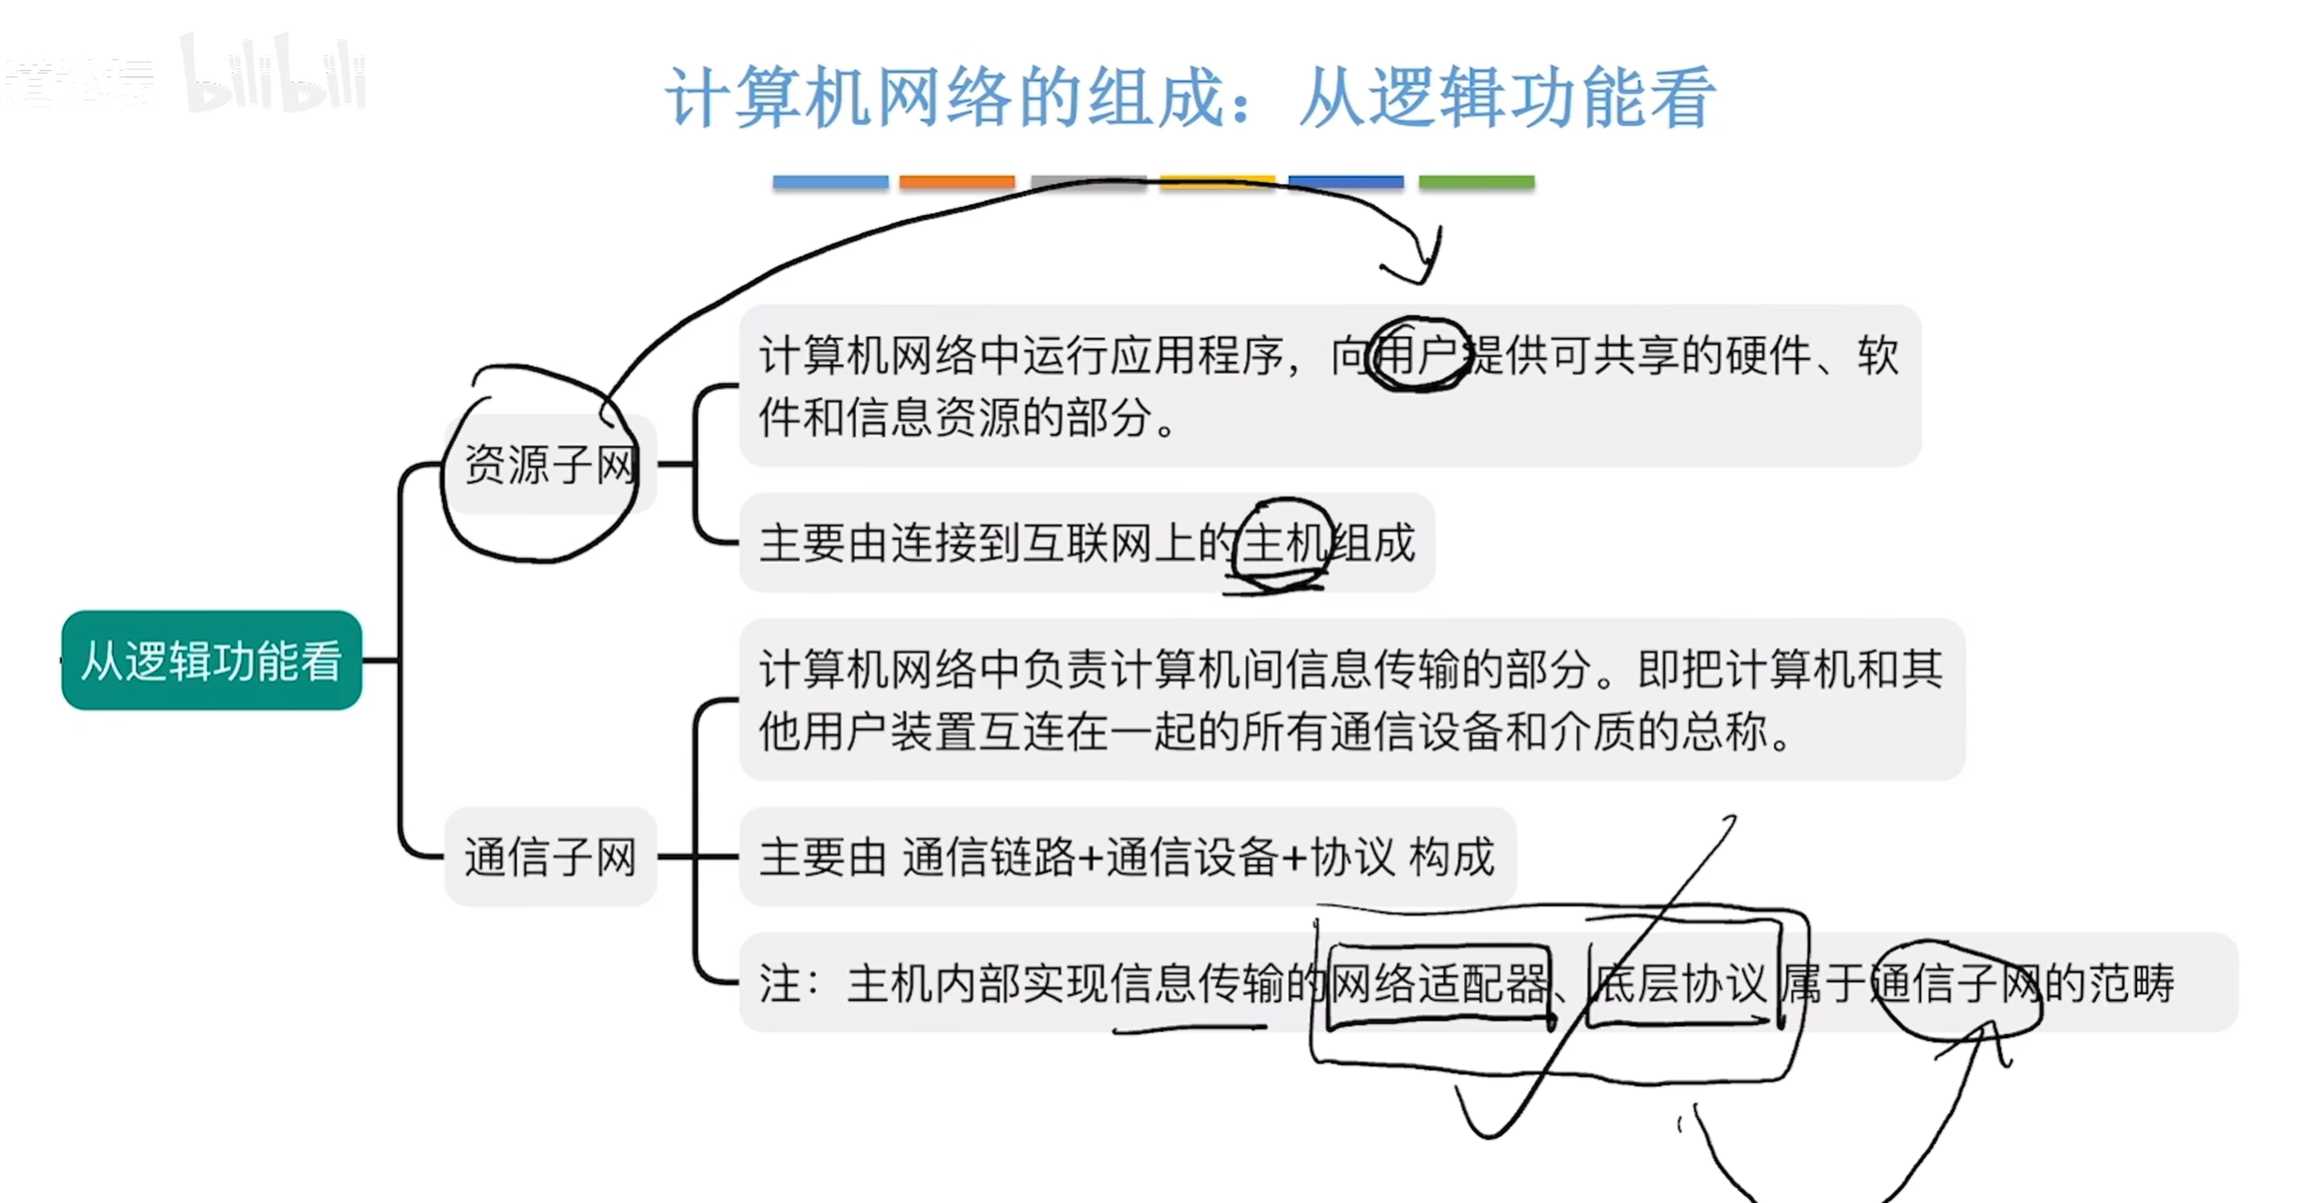 bilibili
计算机网络的组成：从逻辑功能看
计算机网络中运行应用程序，向用户提供可共享的硬件、软
件和信息资源的部分。
资源子网
主要由连接到互联网上的主机组成
从逻辑功能看
计算机网络中负责计算机间信息传输的部分。即把计算机和其
他用户装置互连在一起的所有通信设备和介质的总称。
通信子网
主要由 通信链路+通信设备+协议 构成
注：主机内部实现信息传输的网络适配器、底层协议属于通信子网的范畴